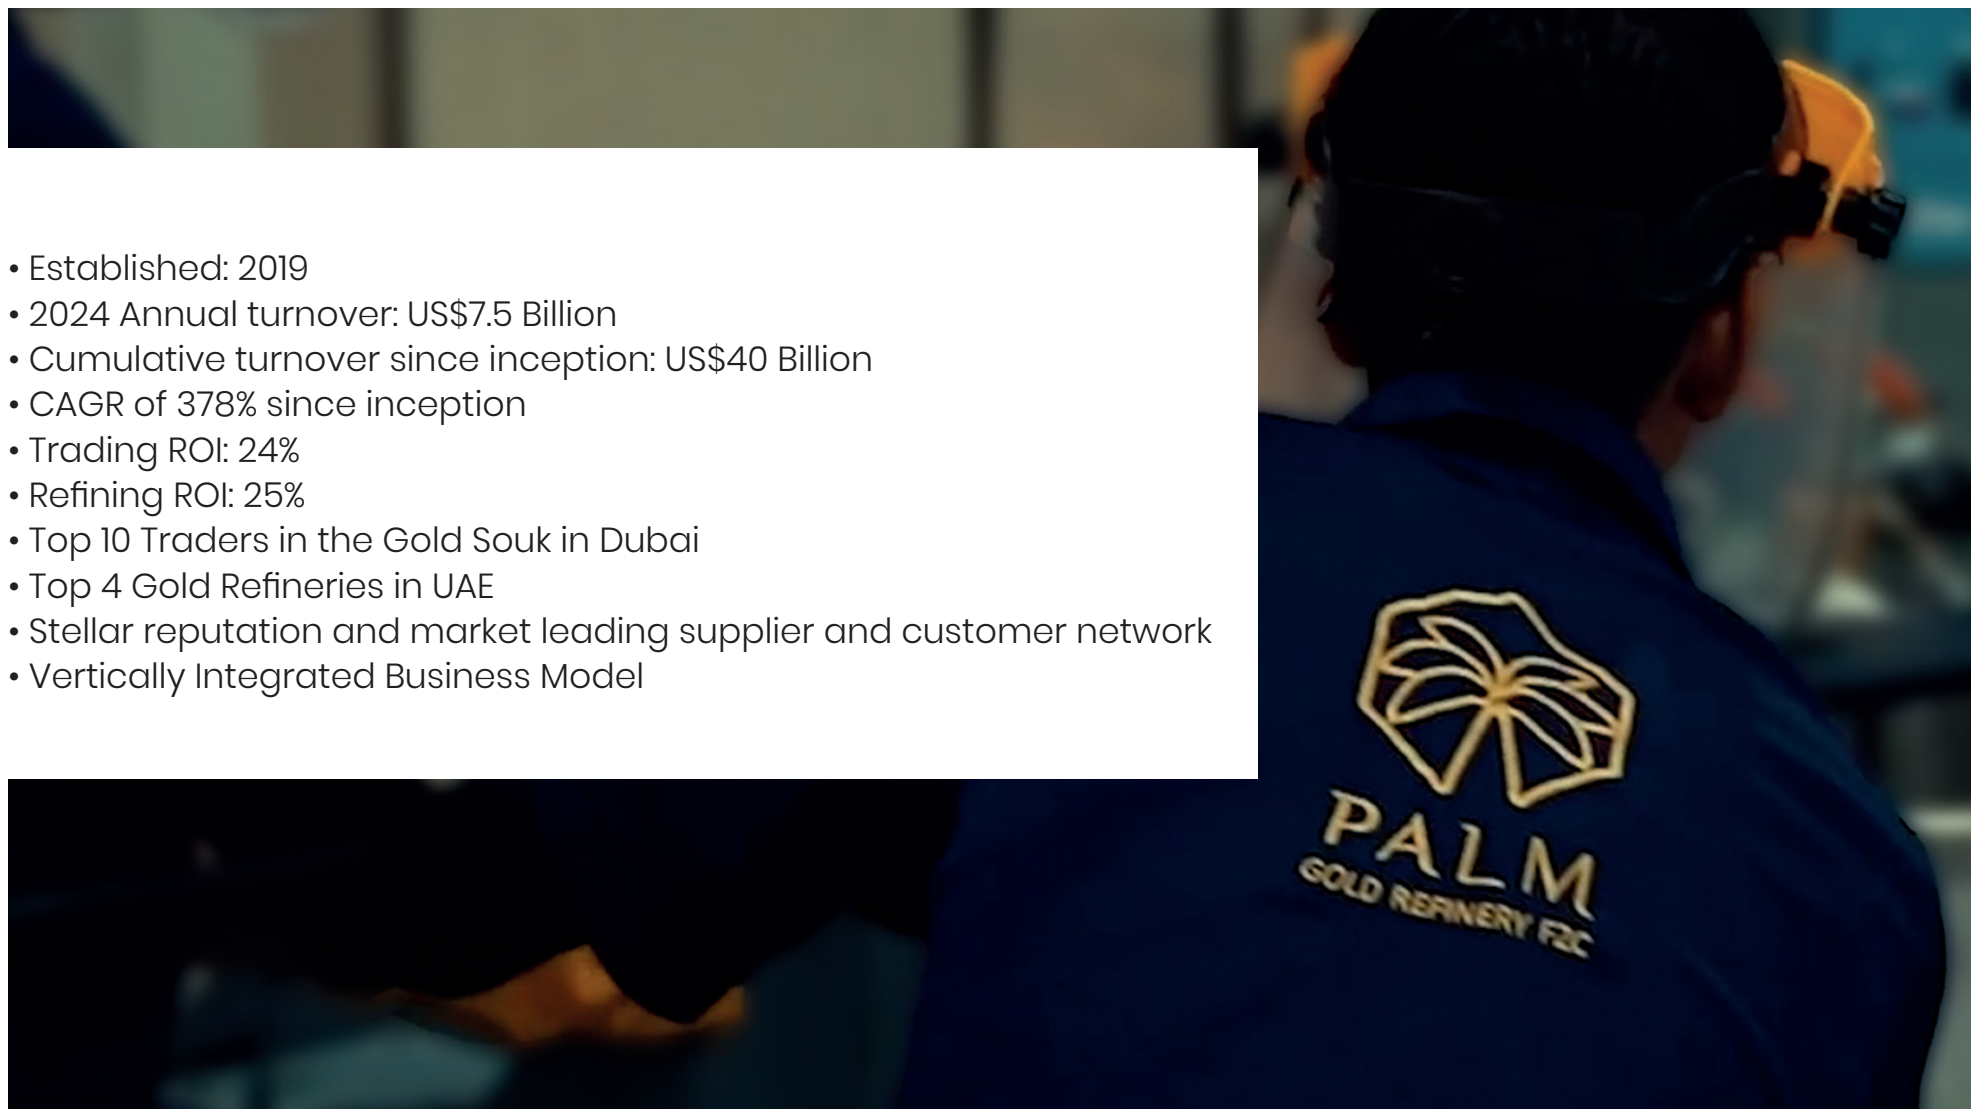 • Established: 2019
• 2024 Annual turnover: US$7.5 Billion
• Cumulative turnover since inception: US$40 Billion
• CAGR of 378% since inception
• Trading ROI: 24%
• Refining ROI: 25%
• Top 10 Traders in the Gold Souk in Dubai
• Top 4 Gold Refineries in UAE
• Stellar reputation and market leading supplier and customer network
• Vertically Integrated Business Model
PALM
GOLD REFINERY FZC